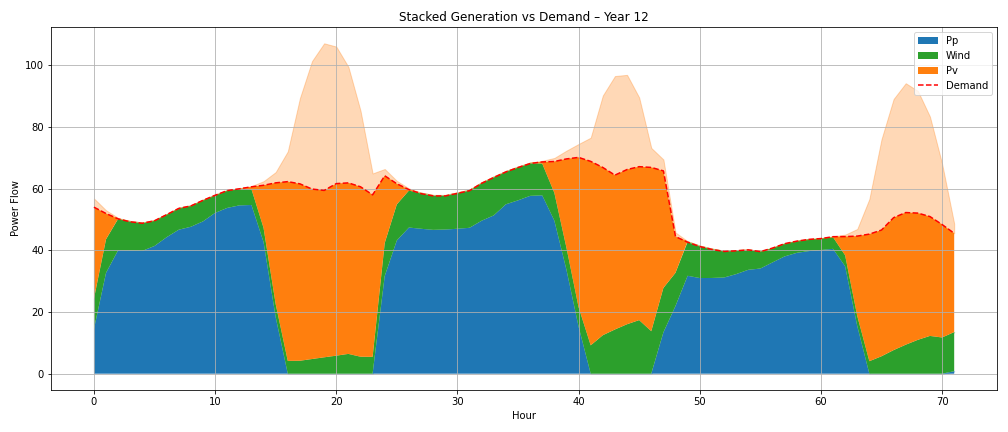 Stacked Generation vs Demand – Year 12
Pp
Wind
Pv
Demand
100
80
60
40
20
0
Power Flow
0 10 20 30 40 50 60 70
Hour